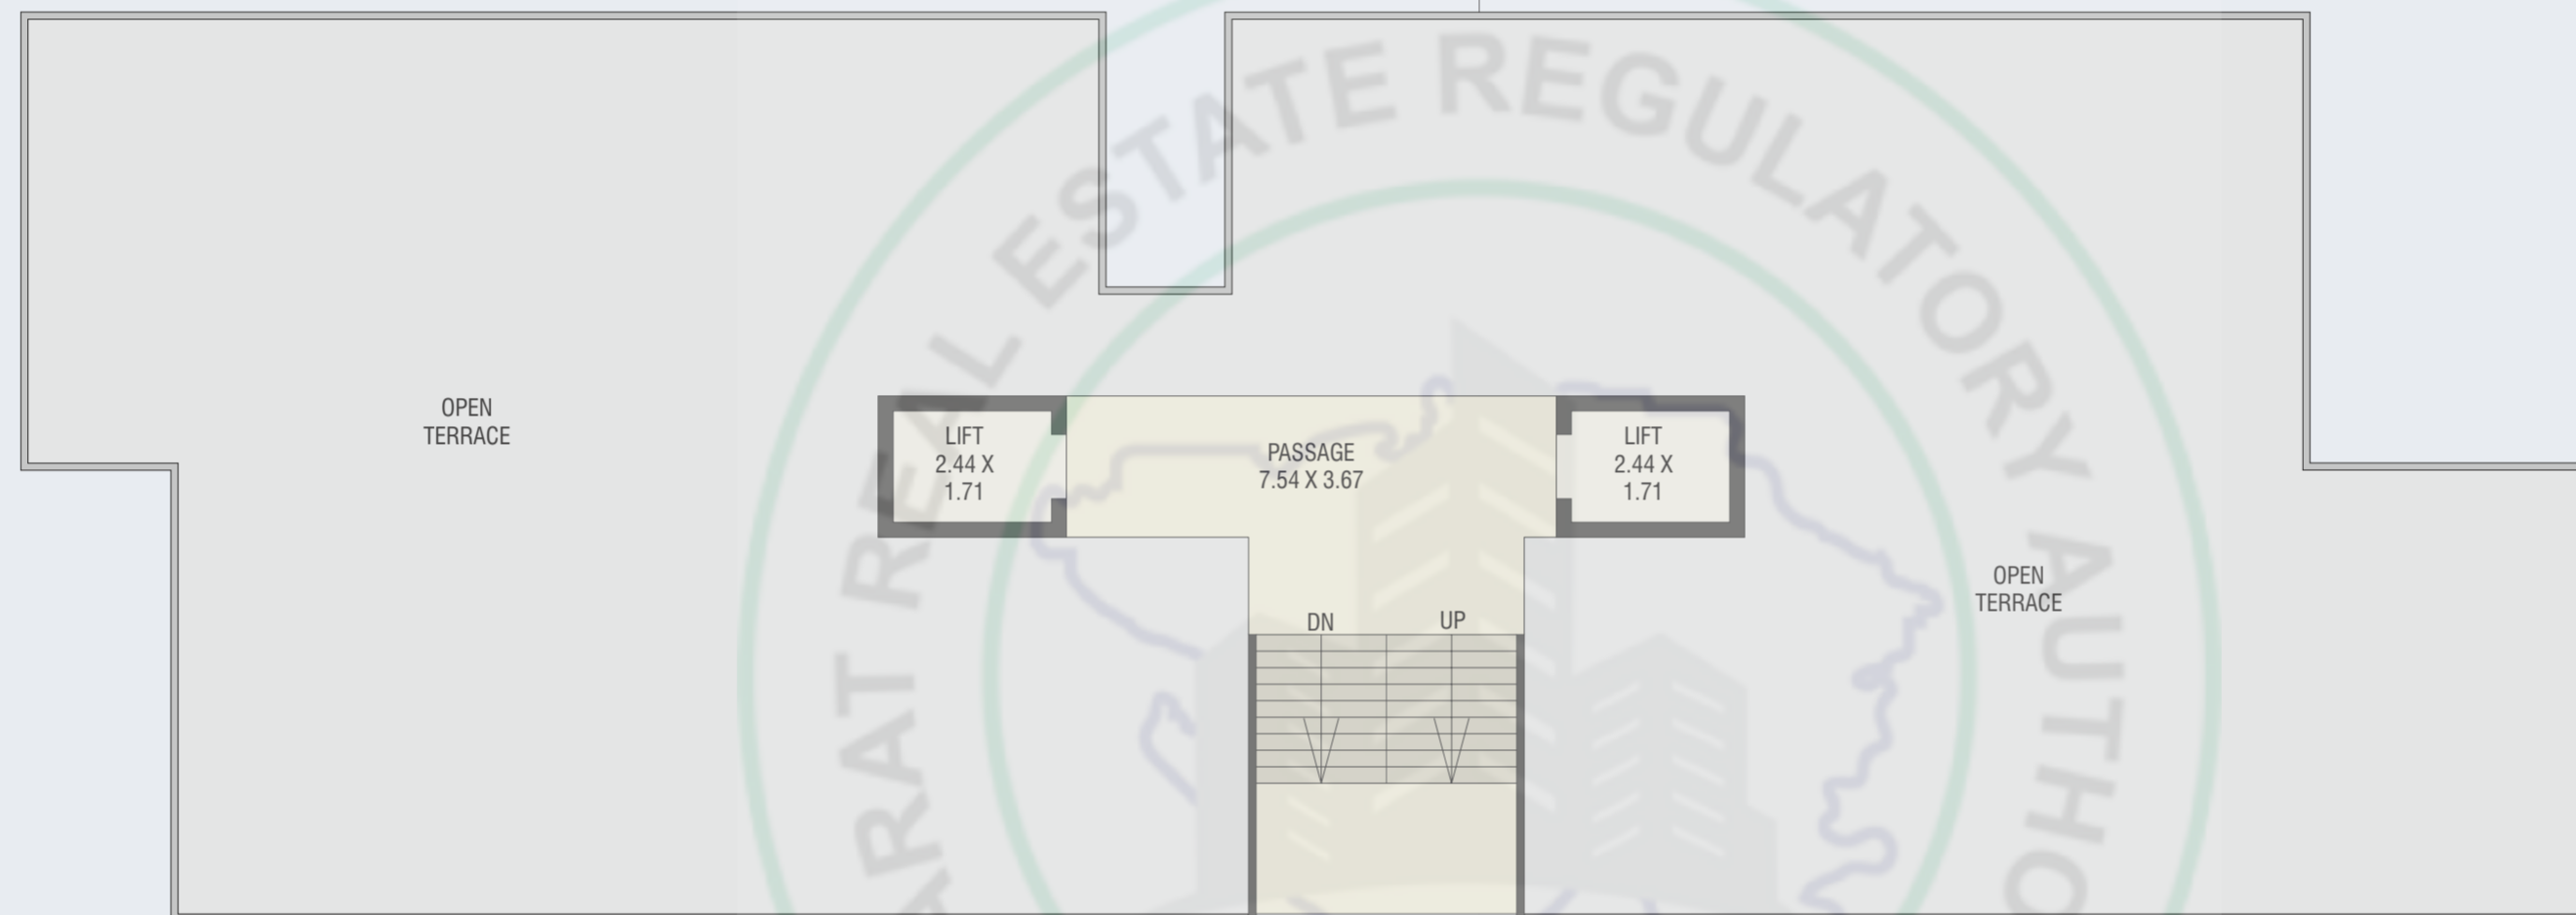 REAL ESTATE REGULATORY AUTHO
RAT
OPEN
TERRACE
LIFT
2.44 X
1.71
PASSAGE
7.54 X 3.67
LIFT
2.44 X
1.71
OPEN
TERRACE
DN
UP